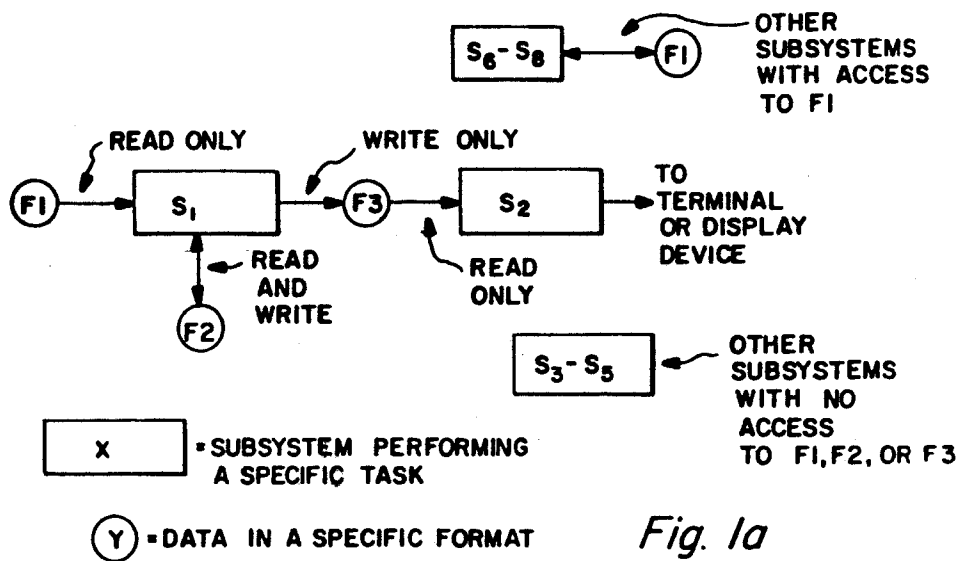 OTHER
SUBSYSTEMS
WITH ACCESS
TO F1
S6-S8
F1
READ ONLY
WRITE ONLY
F1
S1
F3
S2
TO
TERMINAL
OR DISPLAY
DEVICE
READ
AND
WRITE
READ
ONLY
F2
S3-S5
OTHER
SUBSYSTEMS
WITH NO
ACCESS
TO F1, F2, OR F3
X
=SUBSYSTEM PERFORMING
A SPECIFIC TASK
Y
=DATA IN A SPECIFIC FORMAT
Fig. 1a